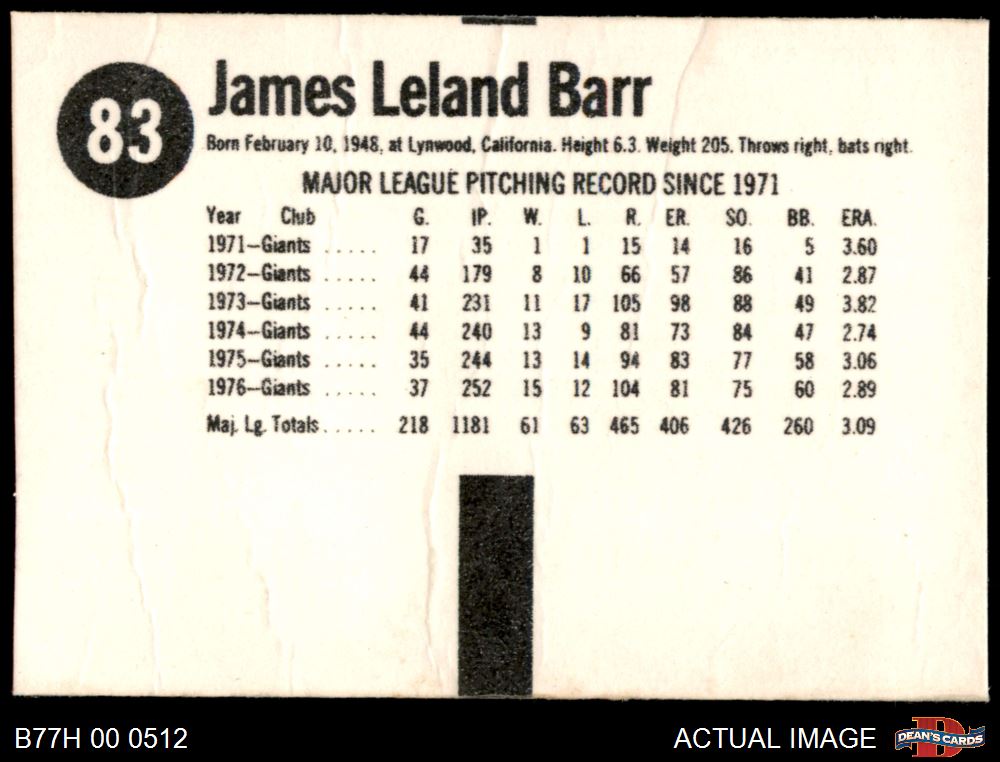 83
James Leland Barr
Born February 10, 1948, at Lynwood, California. Height 6.3. Weight 205. Throws right, bats right.
MAJOR LEAGUE PITCHING RECORD SINCE 1971
Year Club G. IP. W. L. R. ER. SO. BB. ERA.
1971—Giants ..... 17 35 1 1 15 14 16 5 3.60
1972—Giants ..... 44 179 8 10 66 57 86 41 2.87
1973—Giants ..... 41 231 11 17 105 98 88 49 3.82
1974—Giants ..... 44 240 13 9 81 73 84 47 2.74
1975—Giants ..... 35 244 13 14 94 83 77 58 3.06
1976—Giants ..... 37 252 15 12 104 81 75 60 2.89
Maj. Lg. Totals ..... 218 1181 61 63 465 406 426 260 3.09
B77H 00 0512
ACTUAL IMAGE
D
DEAN'S CARDS